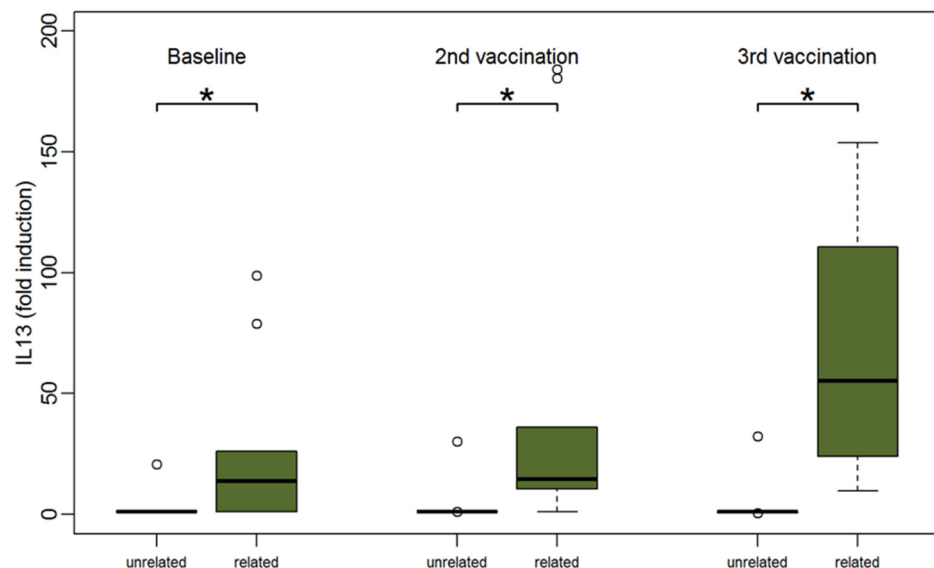 Baseline
2nd vaccination
3rd vaccination
* * *
IL13 (fold induction)
200
150
100
50
0
unrelated related unrelated related unrelated related